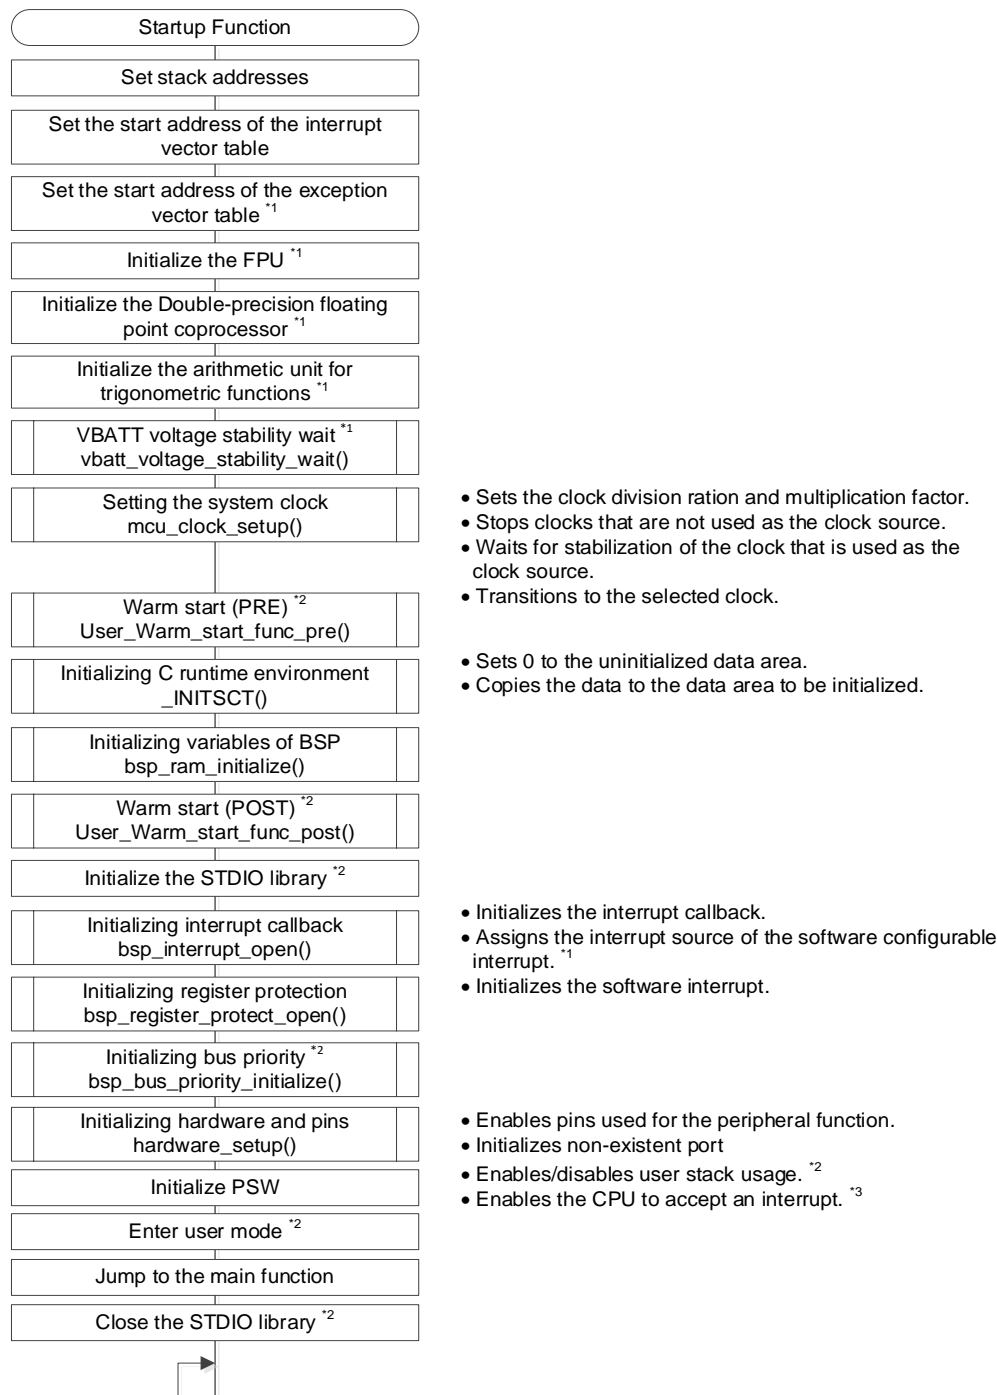 Startup Function
Set stack addresses
Set the start address of the interrupt
vector table
Set the start address of the exception
vector table *1
Initialize the FPU *1
Initialize the Double-precision floating
point coprocessor *1
Initialize the arithmetic unit for
trigonometric functions *1
VBATT voltage stability wait *1
vbatt_voltage_stability_wait()
Setting the system clock
mcu_clock_setup()
• Sets the clock division ration and multiplication factor.
• Stops clocks that are not used as the clock source.
• Waits for stabilization of the clock that is used as the
clock source.
• Transitions to the selected clock.
Warm start (PRE) *2
User_Warm_start_func_pre()
Initializing C runtime environment
_INITSCT()
• Sets 0 to the uninitialized data area.
• Copies the data to the data area to be initialized.
Initializing variables of BSP
bsp_ram_initialize()
Warm start (POST) *2
User_Warm_start_func_post()
Initialize the STDIO library *2
Initializing interrupt callback
bsp_interrupt_open()
• Initializes the interrupt callback.
• Assigns the interrupt source of the software configurable
interrupt. *1
• Initializes the software interrupt.
Initializing register protection
bsp_register_protect_open()
Initializing bus priority *2
bsp_bus_priority_initialize()
Initializing hardware and pins
hardware_setup()
• Enables pins used for the peripheral function.
• Initializes non-existent port
Initialize PSW
• Enables/disables user stack usage. *2
• Enables the CPU to accept an interrupt. *3
Enter user mode *2
Jump to the main function
Close the STDIO library *2